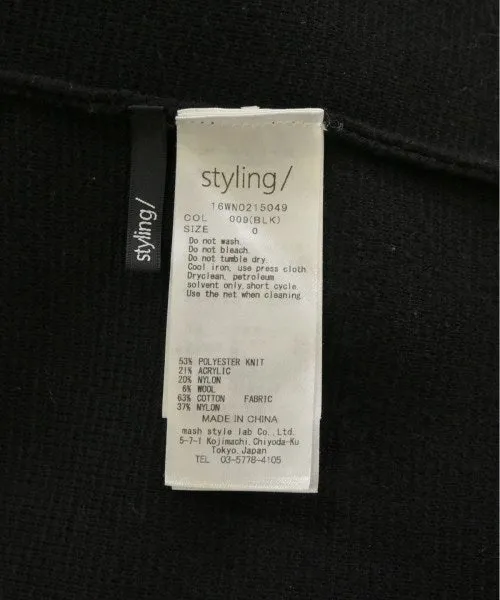 styling/
styling/
16WN0215049
COL 009(BLK)
SIZE 0
Do not wash.
Do not bleach.
Do not tumble dry.
Cool iron, use press cloth
Dryclean, petroleum
solvent only,short cycle
Use the net when cleaning
53% POLYESTER KNIT
21% ACRYLIC
20% NYLON
6% WOOL
63% COTTON FABRIC
37% NYLON
MADE IN CHINA
mash style lab Co.,Ltd.
5-7-1 Kojimachi,Chiyoda-Ku
Tokyo,Japan
TEL 03-5778-4105